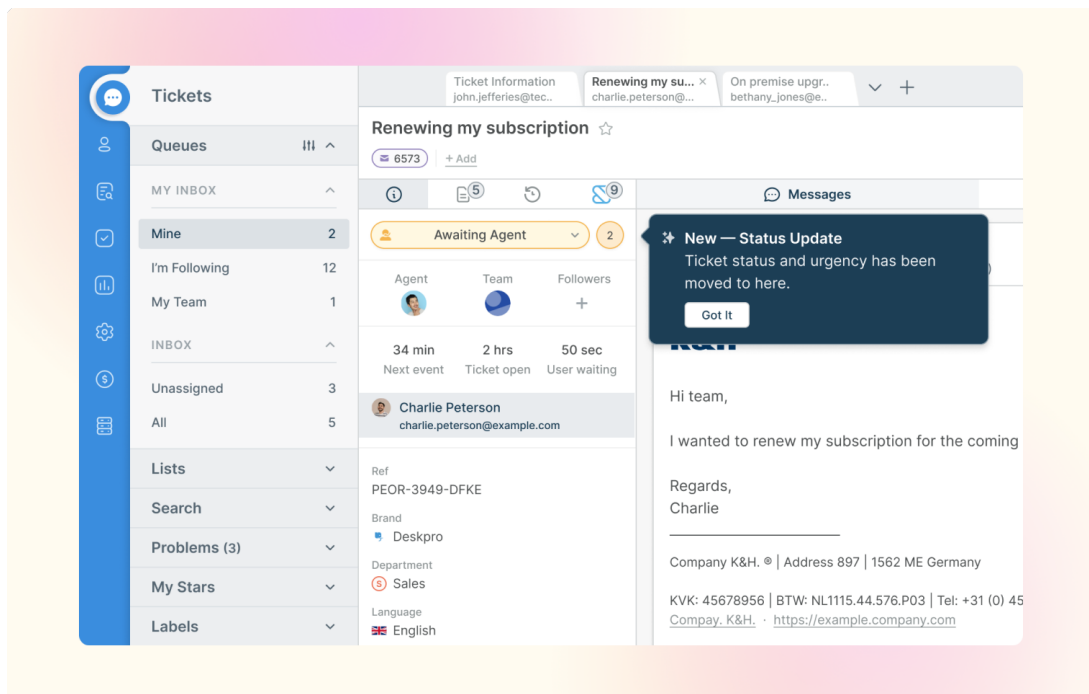 Tickets
Queues
MY INBOX
Mine 2
I'm Following 12
My Team 1
INBOX
Unassigned 3
All 5
Lists
Search
Problems (3)
My Stars
Labels
Ticket Information
john.jefferies@tec..
Renewing my su... ×
charlie.peterson@...
On premise upgr..
bethany_jones@e..
Renewing my subscription
6573
+ Add
5
9
Messages
Awaiting Agent 2
Agent Team Followers
34 min 2 hrs 50 sec
Next event Ticket open User waiting
Charlie Peterson
charlie.peterson@example.com
Ref
PEOR-3949-DFKE
Brand
Deskpro
Department
S Sales
Language
English
New — Status Update
Ticket status and urgency has been
moved to here.
Got It
Hi team,
I wanted to renew my subscription for the coming
Regards,
Charlie
Company K&H. ® | Address 897 | 1562 ME Germany
KVK: 45678956 | BTW: NL1115.44.576.P03 | Tel: +31 (0) 45
Compay. K&H. · https://example.company.com